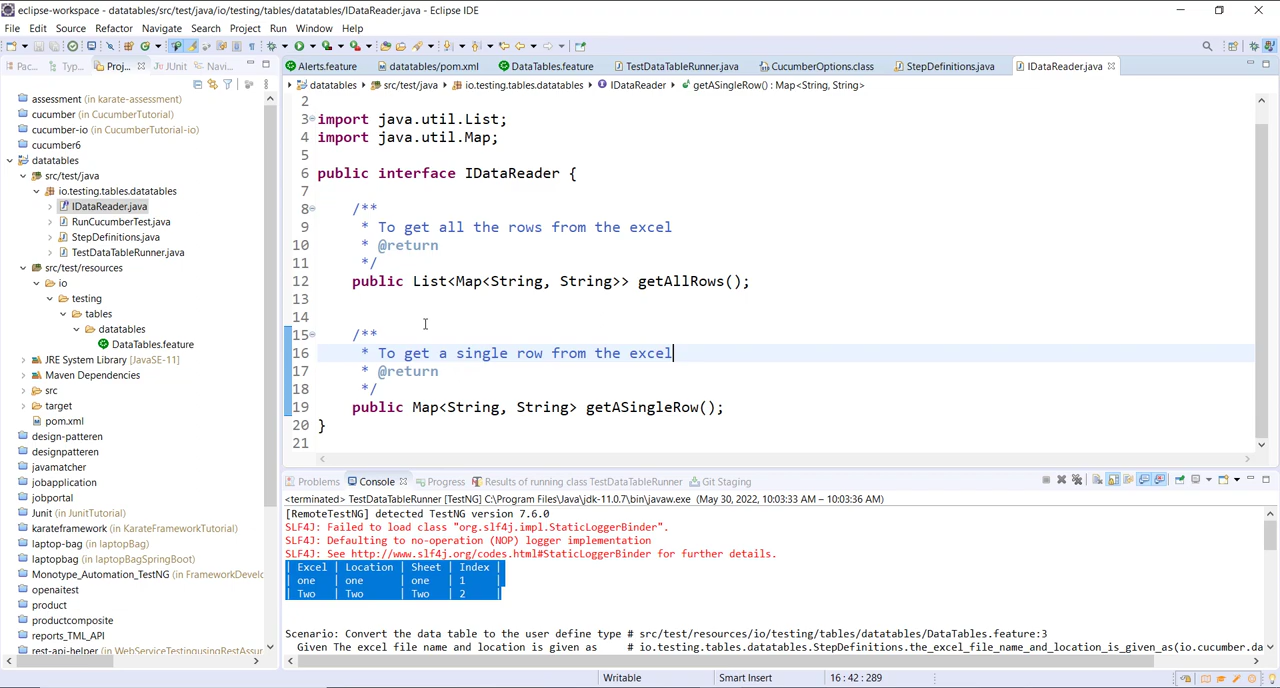 eclipse-workspace - datatables/src/test/java/io/testing/tables/datatables/IDataReader.java - Eclipse IDE
File Edit Source Refactor Navigate Search Project Run Window Help
Pac... Typ... Proj... JUnit Navi...
Alerts.feature datatables/pom.xml DataTables.feature TestDataTableRunner.java CucumberOptions.class StepDefinitions.java IDataReader.java
datatables src/test/java io.testing.tables.datatables IDataReader getASingleRow() : Map<String, String>
assessment (in karate-assessment)
cucumber (in CucumberTutorial)
cucumber-io (in CucumberTutorial-io)
cucumber6
datatables
src/test/java
io.testing.tables.datatables
IDataReader.java
RunCucumberTest.java
StepDefinitions.java
TestDataTableRunner.java
src/test/resources
io
testing
tables
datatables
DataTables.feature
JRE System Library [JavaSE-11]
Maven Dependencies
src
target
pom.xml
design-patteren
designpatteren
javamatcher
jobapplication
jobportal
Junit (in JunitTutorial)
karateframework (in KarateFrameworkTutorial)
laptop-bag (in laptopBag)
laptopbag (in laptopBagSpringBoot)
Monotype_Automation_TestNG (in FrameworkDevelo
openaitest
product
productcomposite
reports_TML_API
rest-api-helper (in WebServiceTestingusingRestAssur
2
3 import java.util.List;
4 import java.util.Map;
5
6 public interface IDataReader {
7
8 /**
9 * To get all the rows from the excel
10 * @return
11 */
12 public List<Map<String, String>> getAllRows();
13
14
15 /**
16 * To get a single row from the excel
17 * @return
18 */
19 public Map<String, String> getASingleRow();
20 }
21
Problems Console Progress Results of running class TestDataTableRunner Git Staging
<terminated> TestDataTableRunner [TestNG] C:\Program Files\Java\jdk-11.0.7\bin\javaw.exe (May 30, 2022, 10:03:33 AM – 10:03:36 AM)
[RemoteTestNG] detected TestNG version 7.6.0
SLF4J: Failed to load class "org.slf4j.impl.StaticLoggerBinder".
SLF4J: Defaulting to no-operation (NOP) logger implementation
SLF4J: See http://www.slf4j.org/codes.html#StaticLoggerBinder for further details.
| Excel | Location | Sheet | Index |
| one | one | one | 1 |
| Two | Two | Two | 2 |
Scenario: Convert the data table to the user define type # src/test/resources/io/testing/tables/datatables/DataTables.feature:3
Given The excel file name and location is given as # io.testing.tables.datatables.StepDefinitions.the_excel_file_name_and_location_is_given_as(io.cucumber.da
Writable Smart Insert 16 : 42 : 289